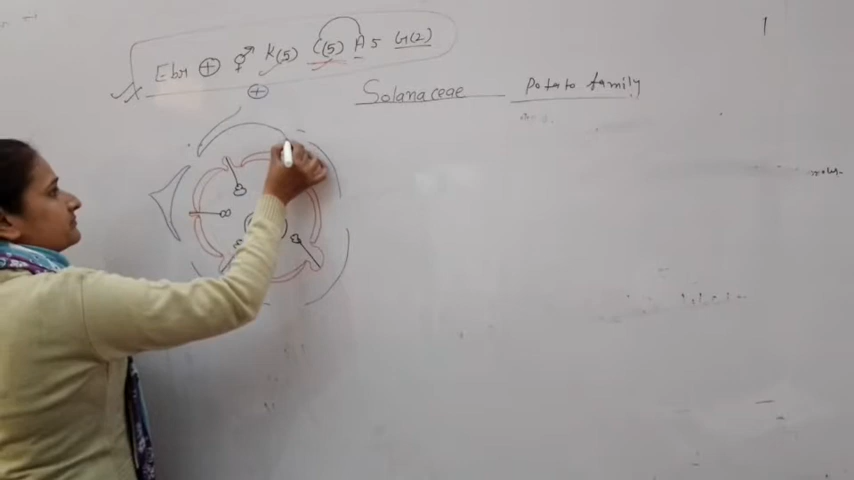 Ebr ⊕ ⚥ K(5) C(5) A5 G(2)
Solanaceae Potato family